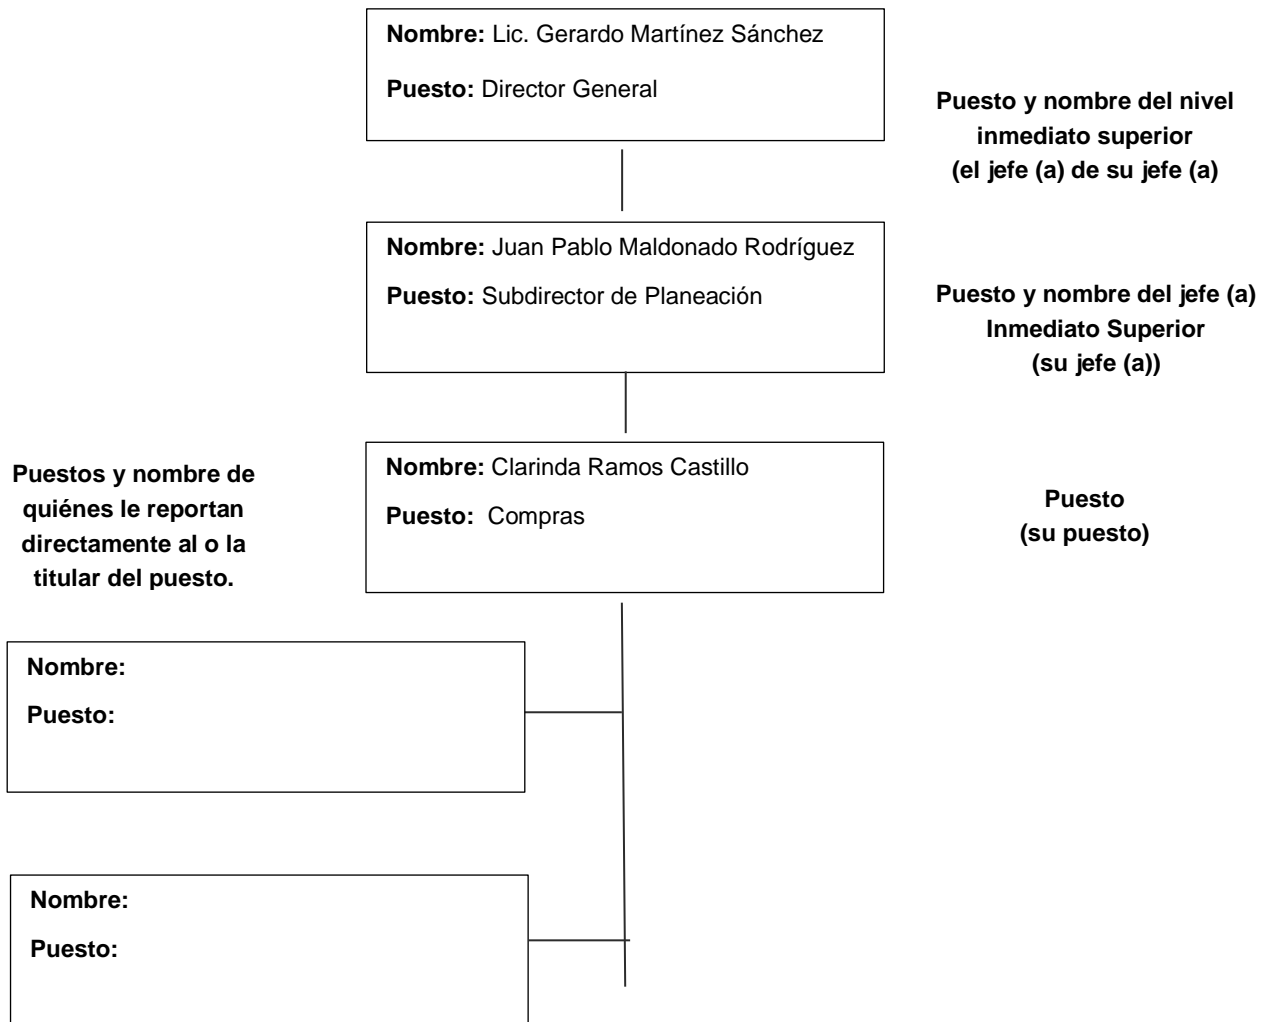 Nombre: Lic. Gerardo Martínez Sánchez
Puesto: Director General
Puesto y nombre del nivel
inmediato superior
(el jefe (a) de su jefe (a)
Nombre: Juan Pablo Maldonado Rodríguez
Puesto: Subdirector de Planeación
Puesto y nombre del jefe (a)
Inmediato Superior
(su jefe (a))
Nombre: Clarinda Ramos Castillo
Puesto: Compras
Puesto
(su puesto)
Puestos y nombre de
quiénes le reportan
directamente al o la
titular del puesto.
Nombre:
Puesto:
Nombre:
Puesto: